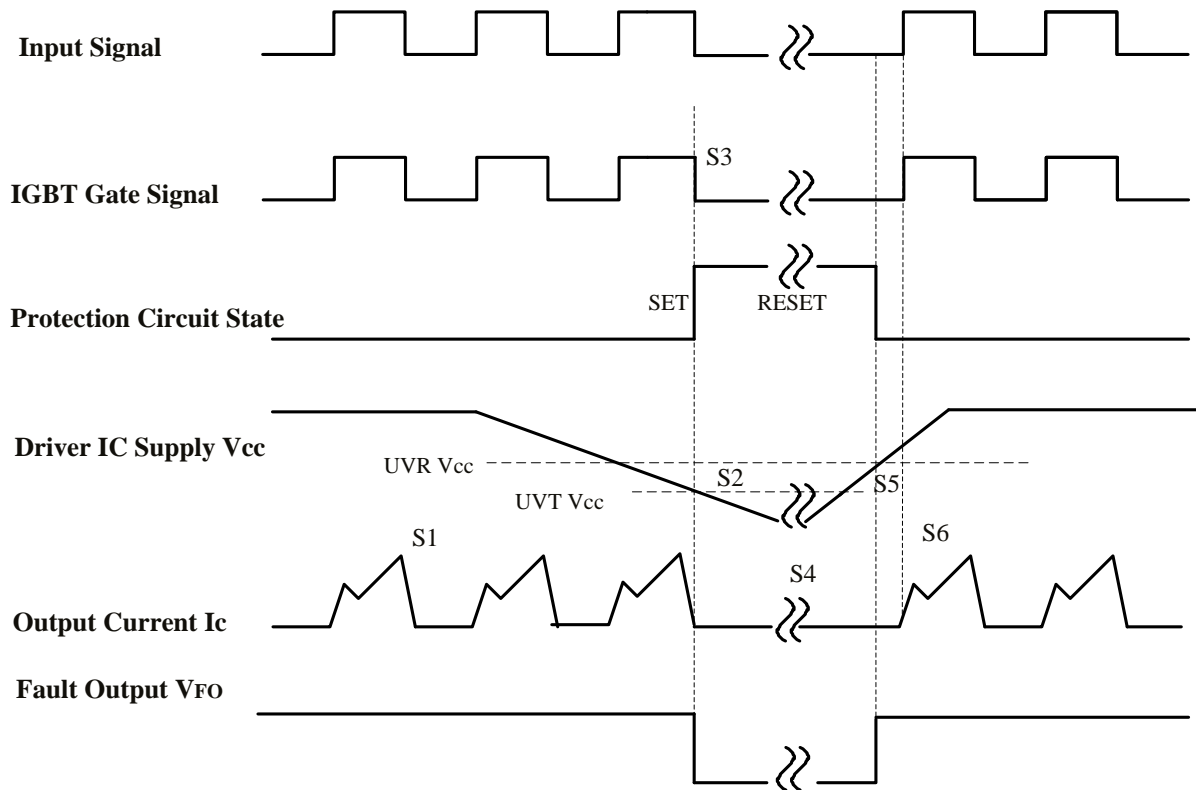 Input Signal
S3
IGBT Gate Signal
SET
RESET
Protection Circuit State
Driver IC Supply Vcc
UVR Vcc
S2
S5
UVT Vcc
S1
S6
S4
Output Current Ic
Fault Output VFO